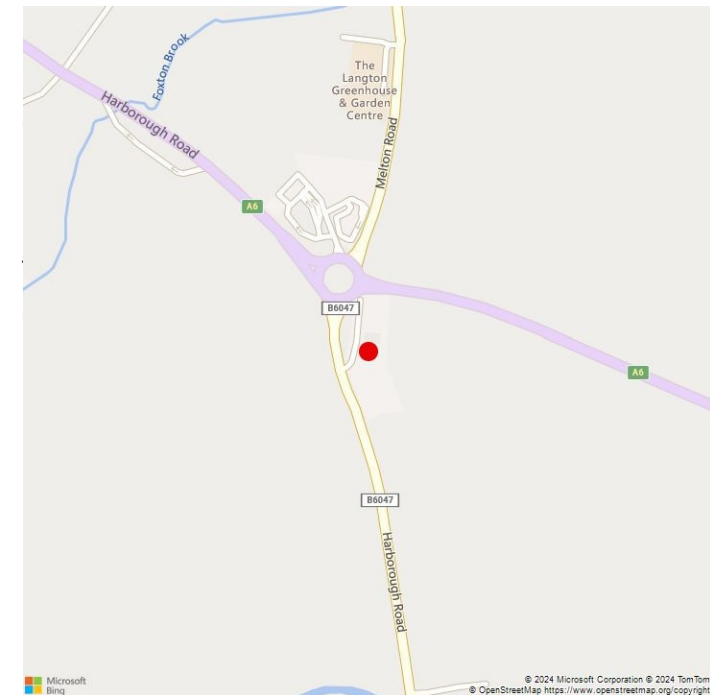 Foxton Brook
The
Langton
Greenhouse
& Garden
Centre
Harborough Road
Melton Road
A6
B6047
A6
B6047
Harborough Road
Microsoft
Bing
© 2024 Microsoft Corporation © 2024 TomTom
© OpenStreetMap https://www.openstreetmap.org/copyright